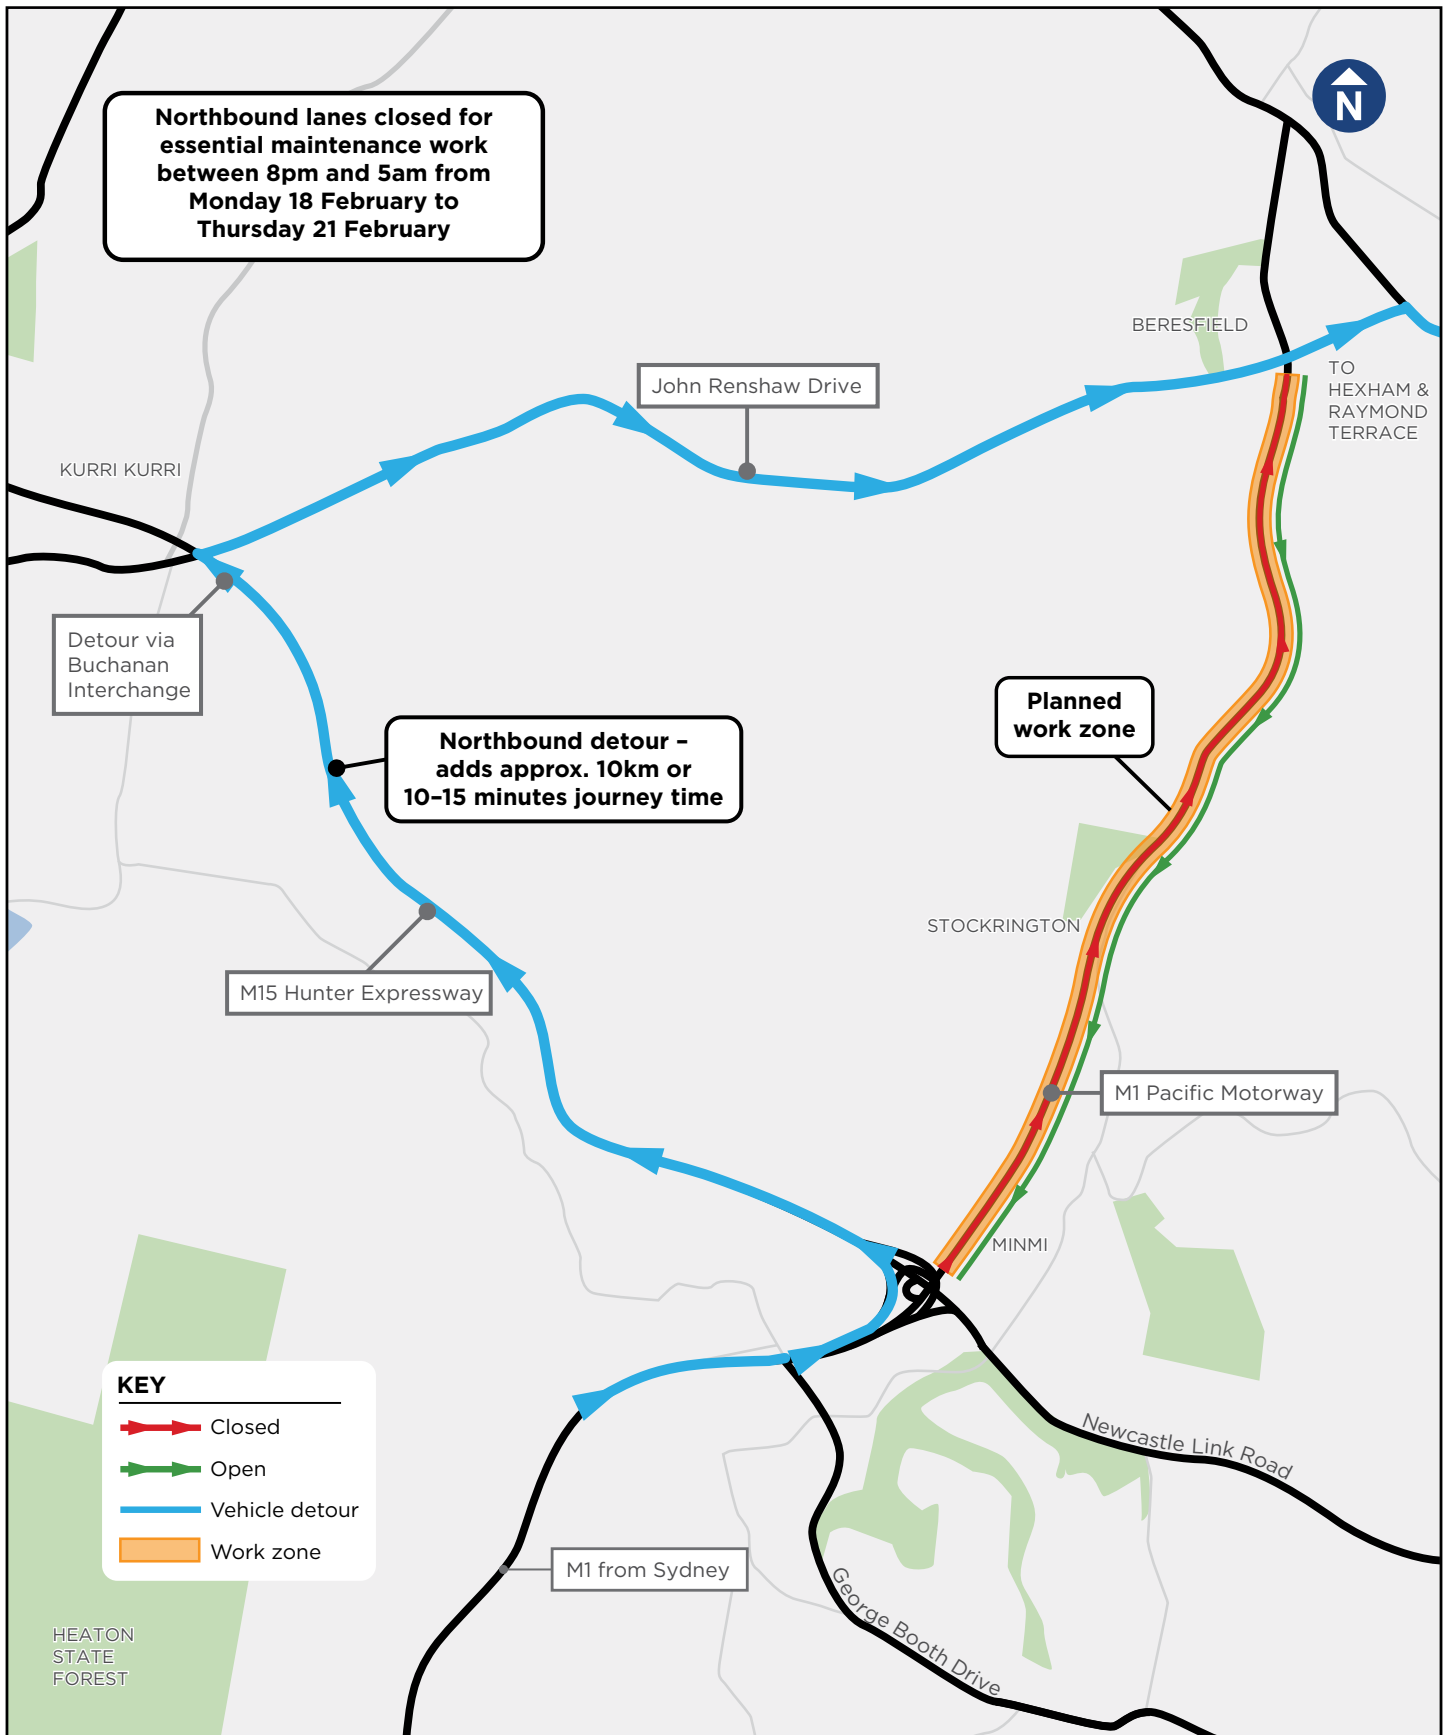 Northbound lanes closed for
essential maintenance work
between 8pm and 5am from
Monday 18 February to
Thursday 21 February
N
BERESFIELD
TO
HEXHAM &
RAYMOND
TERRACE
John Renshaw Drive
KURRI KURRI
Detour via
Buchanan
Interchange
Planned
work zone
Northbound detour –
adds approx. 10km or
10–15 minutes journey time
STOCKRINGTON
M15 Hunter Expressway
M1 Pacific Motorway
MINMI
KEY
Closed
Open
Vehicle detour
Work zone
Newcastle Link Road
M1 from Sydney
George Booth Drive
HEATON
STATE
FOREST